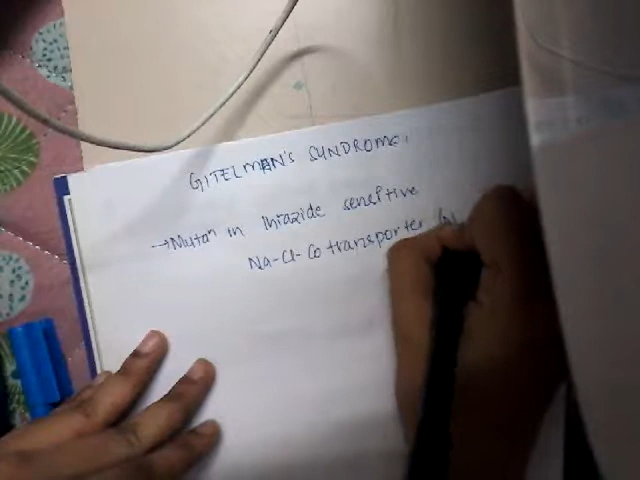 GITELMAN'S SYNDROME.
→ Mutaⁿ in thiazide sensitive
Na-Cl-Co transporter